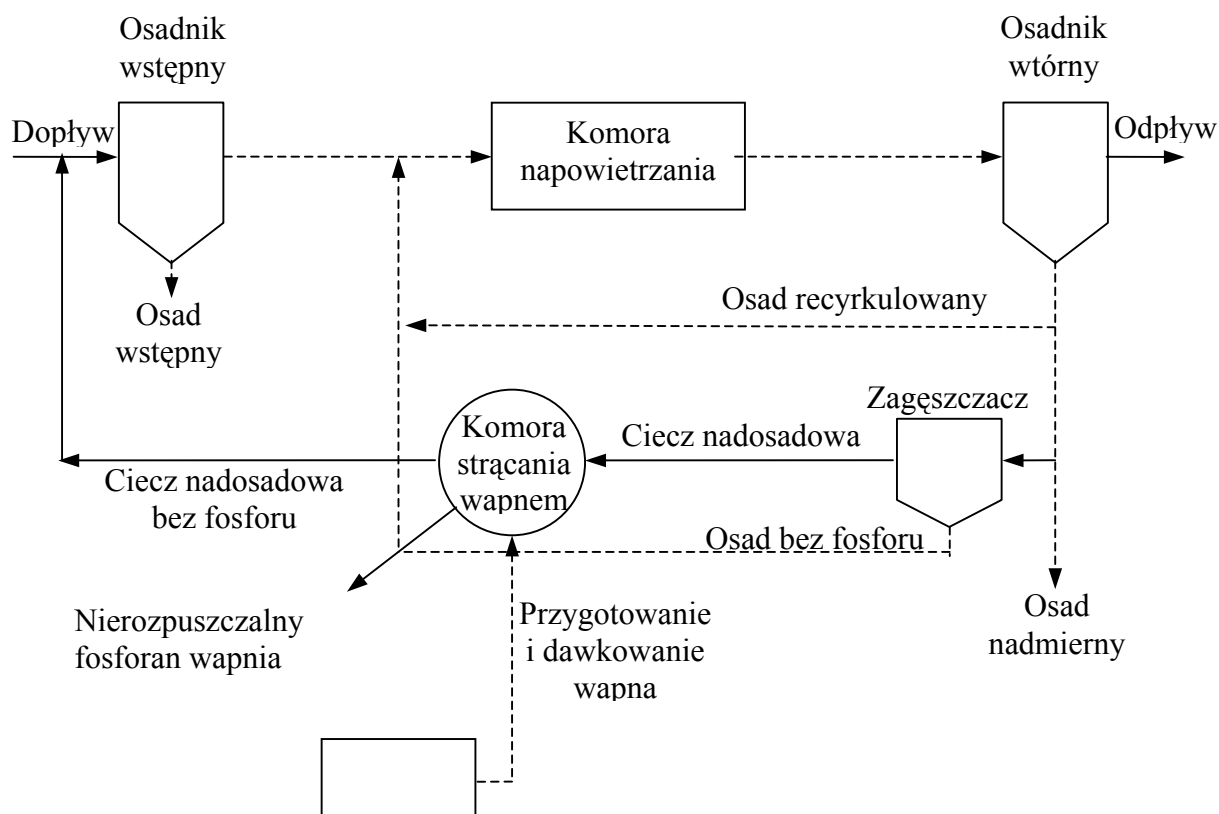 Osadnik
wstępny
Osadnik
wtórny
Dopływ
Komora
napowietrzania
Odpływ
Osad
wstępny
Osad recyrkulowany
Zagęszczacz
Komora
strącania
wapnem
Ciecz nadosadowa
Ciecz nadosadowa
bez fosforu
Osad bez fosforu
Nierozpuszczalny
fosforan wapnia
Przygotowanie
i dawkowanie
wapna
Osad
nadmierny